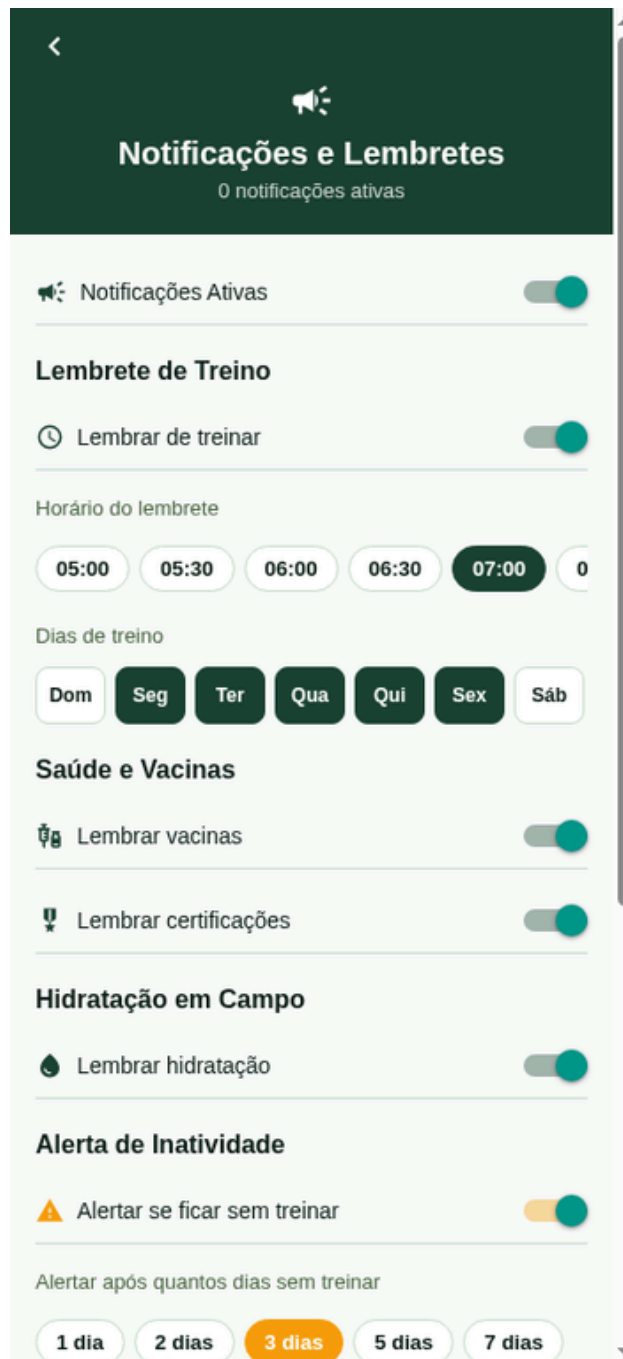 Notificações e Lembretes
0 notificações ativas
Notificações Ativas
Lembrete de Treino
Lembrar de treinar
Horário do lembrete
05:00 05:30 06:00 06:30 07:00 0
Dias de treino
Dom Seg Ter Qua Qui Sex Sáb
Saúde e Vacinas
Lembrar vacinas
Lembrar certificações
Hidratação em Campo
Lembrar hidratação
Alerta de Inatividade
Alertar se ficar sem treinar
Alertar após quantos dias sem treinar
1 dia 2 dias 3 dias 5 dias 7 dias